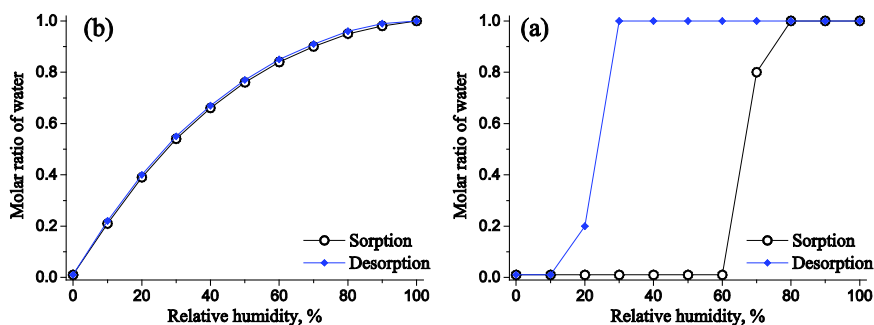 (b)
Molar ratio of water
1.0
0.8
0.6
0.4
0.2
0.0
Sorption
Desorption
0 20 40 60 80 100
Relative humidity, %
(a)
Molar ratio of water
1.0
0.8
0.6
0.4
0.2
0.0
Sorption
Desorption
0 20 40 60 80 100
Relative humidity, %